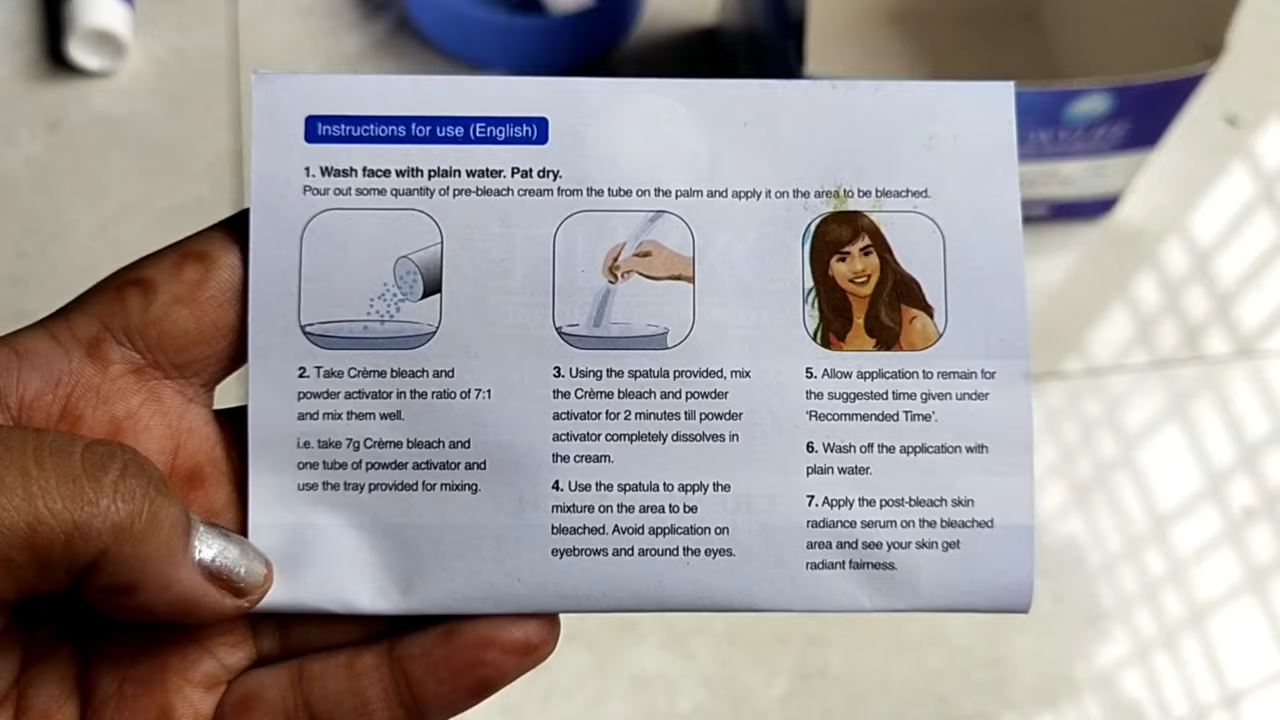 Instructions for use (English)
1. Wash face with plain water. Pat dry.
Pour out some quantity of pre-bleach cream from the tube on the palm and apply it on the area to be bleached.
2. Take Crème bleach and
powder activator in the ratio of 7:1
and mix them well.
i.e. take 7g Crème bleach and
one tube of powder activator and
use the tray provided for mixing.
3. Using the spatula provided, mix
the Crème bleach and powder
activator for 2 minutes till powder
activator completely dissolves in
the cream.
4. Use the spatula to apply the
mixture on the area to be
bleached. Avoid application on
eyebrows and around the eyes.
5. Allow application to remain for
the suggested time given under
'Recommended Time'.
6. Wash off the application with
plain water.
7. Apply the post-bleach skin
radiance serum on the bleached
area and see your skin get
radiant fairness.